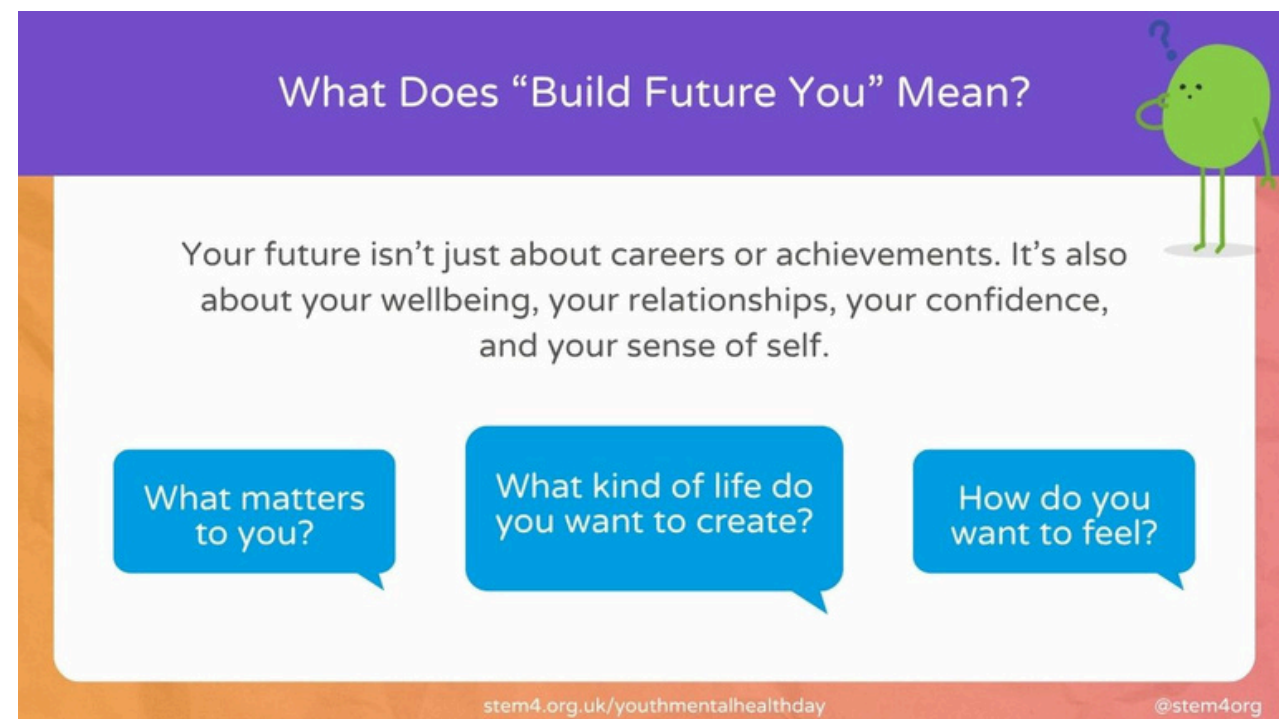 What Does “Build Future You” Mean?
Your future isn’t just about careers or achievements. It’s also
about your wellbeing, your relationships, your confidence,
and your sense of self.
What matters
to you?
What kind of life do
you want to create?
How do you
want to feel?
stem4.org.uk/youthmentalhealthday
@stem4org